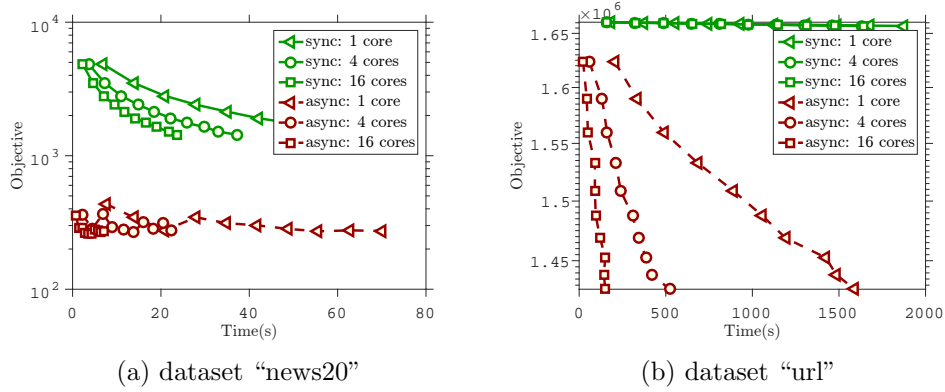 10^4
10^3
10^2
Objective
0
20
40
60
80
Time(s)
sync: 1 core
sync: 4 cores
sync: 16 cores
async: 1 core
async: 4 cores
async: 16 cores
(a) dataset “news20”
×10^6
1.65
1.6
1.55
1.5
1.45
Objective
0
500
1000
1500
2000
Time(s)
sync: 1 core
sync: 4 cores
sync: 16 cores
async: 1 core
async: 4 cores
async: 16 cores
(b) dataset “url”